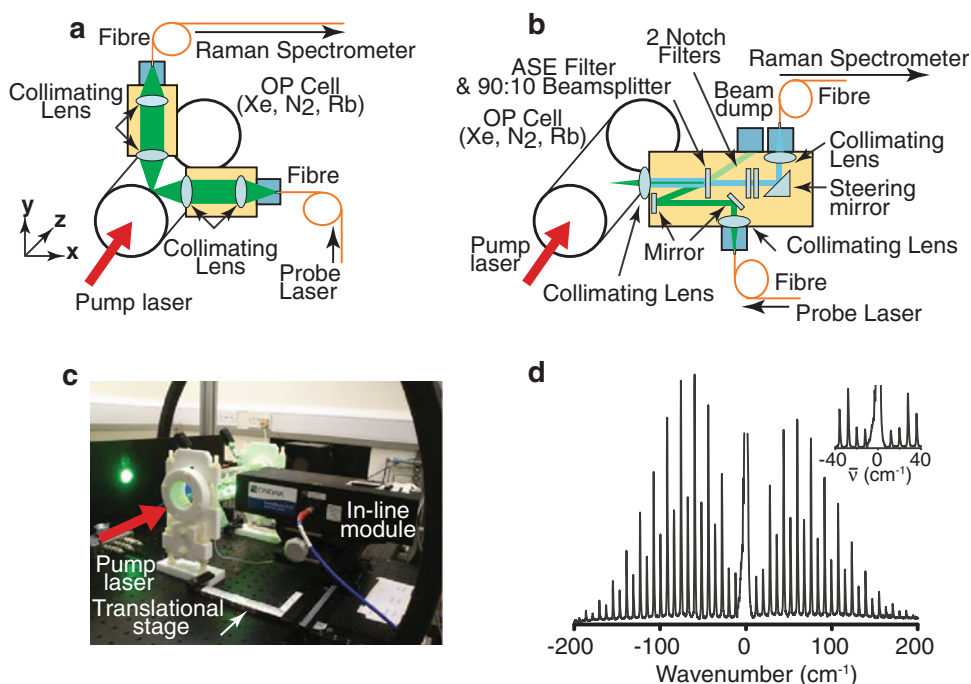 a
Fibre
Raman Spectrometer
Collimating
Lens
OP Cell
(Xe, N2, Rb)
Fibre
y
z
x
Collimating
Lens
Probe
Laser
Pump laser
b
2 Notch
Filters
Raman Spectrometer
ASE Filter
& 90:10 Beamsplitter
Beam
dump
Fibre
OP Cell
(Xe, N2, Rb)
Collimating
Lens
Steering
mirror
Pump
laser
Mirror
Collimating Lens
Collimating Lens
Fibre
Probe Laser
c
ONDAX
In-line
module
Pump
laser
Translational
stage
d
-40 0 40
ν̅ (cm-1)
-200 -100 0 100 200
Wavenumber (cm-1)